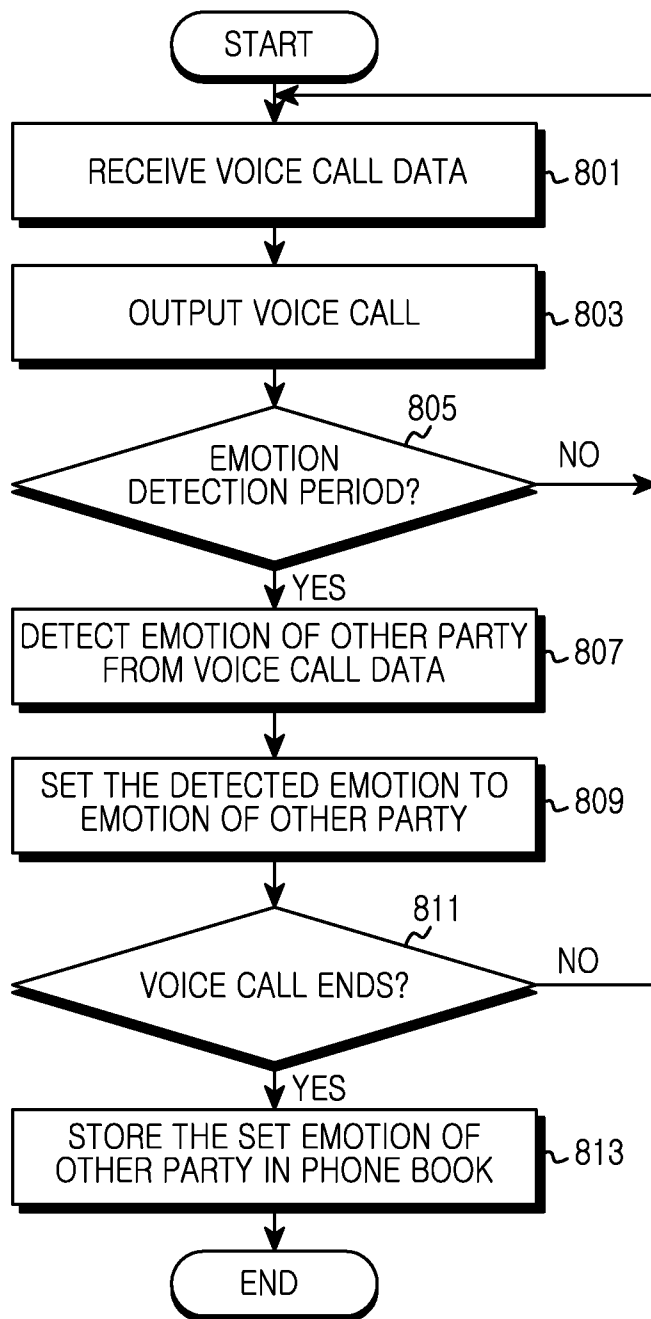 START
RECEIVE VOICE CALL DATA
801
OUTPUT VOICE CALL
803
805
EMOTION
DETECTION PERIOD?
NO
YES
DETECT EMOTION OF OTHER PARTY
FROM VOICE CALL DATA
807
SET THE DETECTED EMOTION TO
EMOTION OF OTHER PARTY
809
811
VOICE CALL ENDS?
NO
YES
STORE THE SET EMOTION OF
OTHER PARTY IN PHONE BOOK
813
END